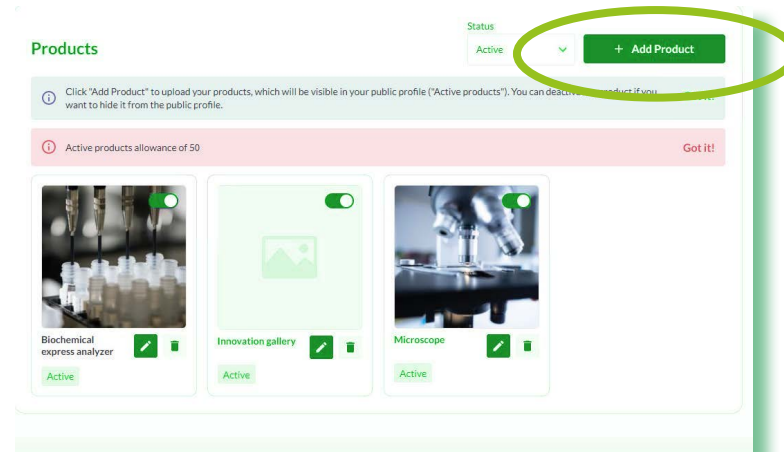 Status
Products
Active
+ Add Product
Click "Add Product" to upload your products, which will be visible in your public profile ("Active products"). You can product if you
want to hide it from the public profile.
Active products allowance of 50
Got it!
Biochemical
express analyzer
Innovation gallery
Microscope
Active
Active
Active